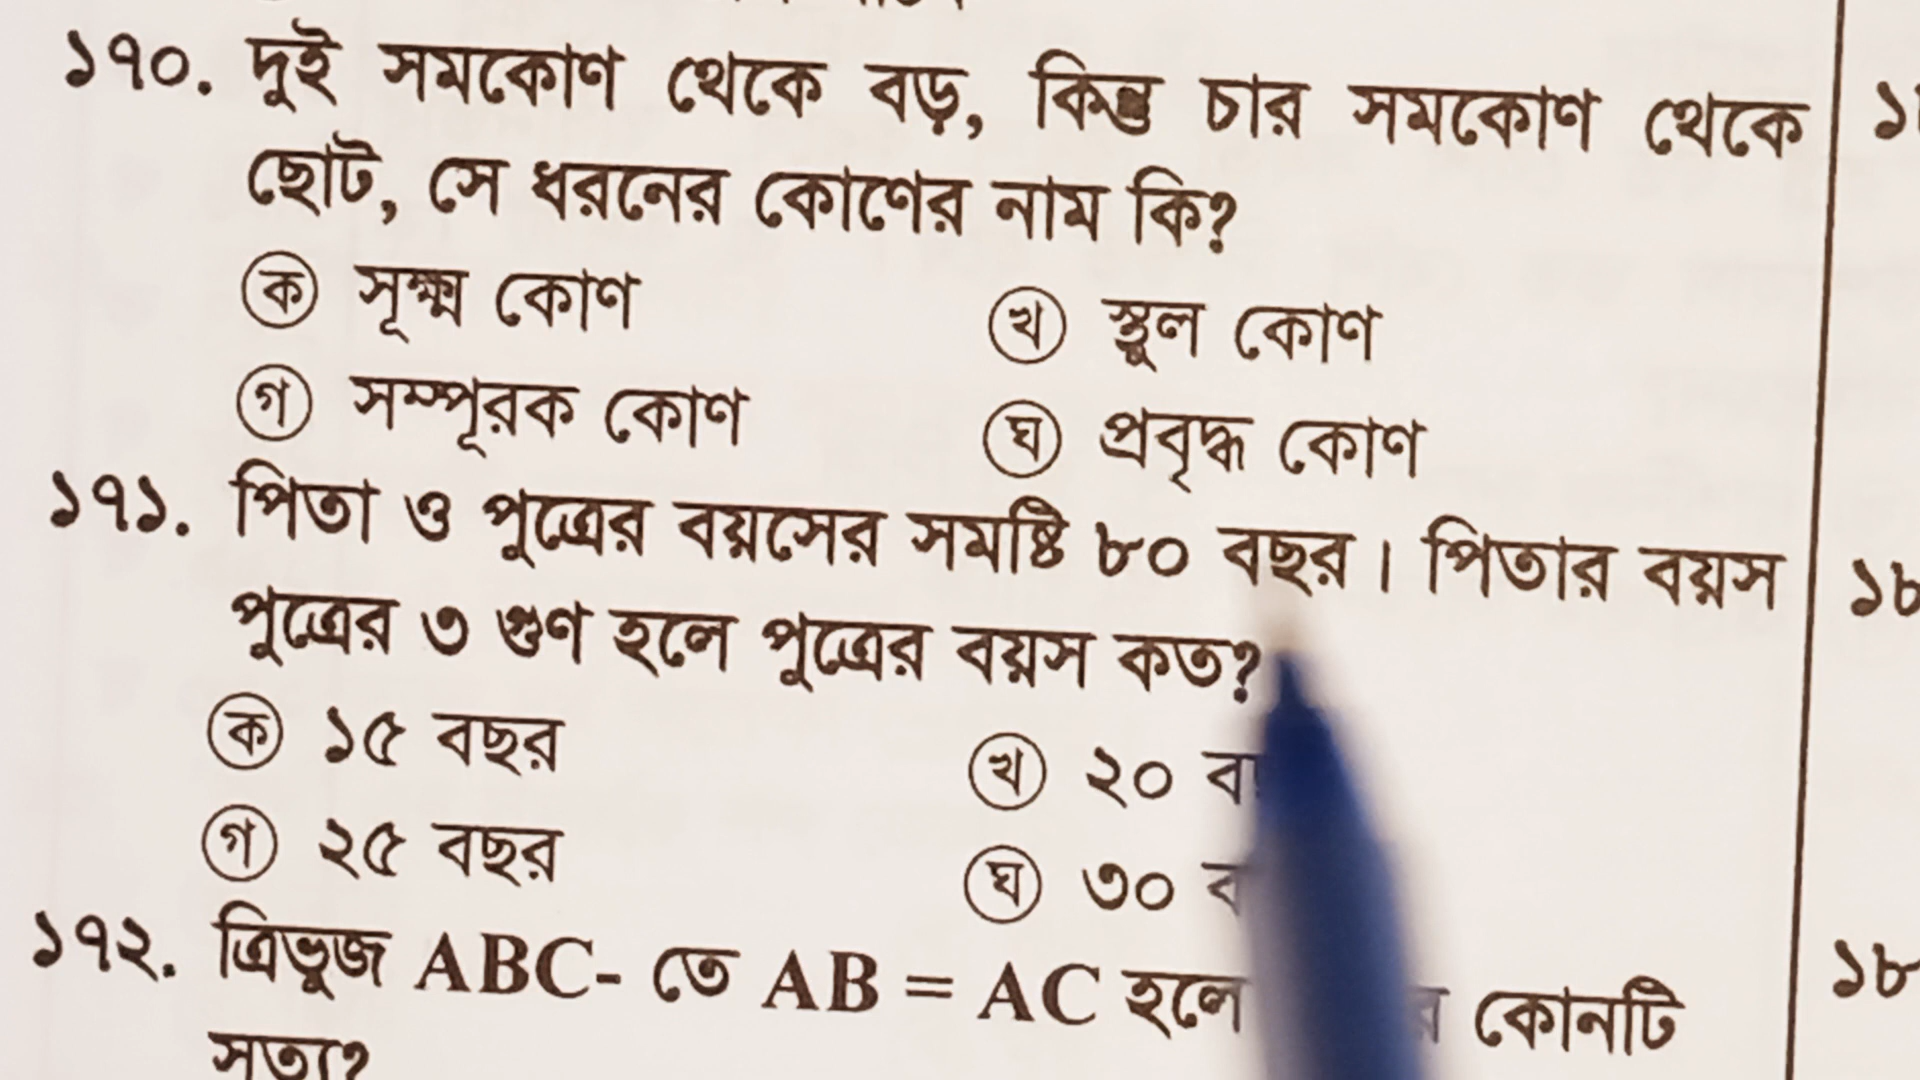 ১৭০. দুই সমকোণ থেকে বড়, কিন্তু চার সমকোণ থেকে
ছোট, সে ধরনের কোণের নাম কি?
ক সূক্ষ্ম কোণ
খ স্থুল কোণ
গ সম্পূরক কোণ
ঘ প্রবৃদ্ধ কোণ
১৭১. পিতা ও পুত্রের বয়সের সমষ্টি ৮০ বছর। পিতার বয়স
পুত্রের ৩ গুণ হলে পুত্রের বয়স কত?
ক ১৫ বছর
খ ২০
গ ২৫ বছর
ঘ ৩০
১৭২. ত্রিভুজ ABC- তে AB = AC হলে কোনটি
সত্য?